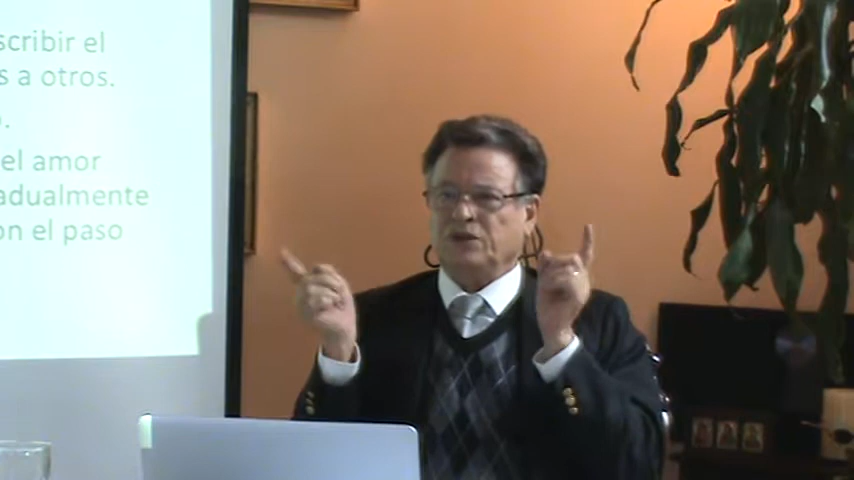 scribir el
s a otros.
.
el amor
adualmente
on el paso